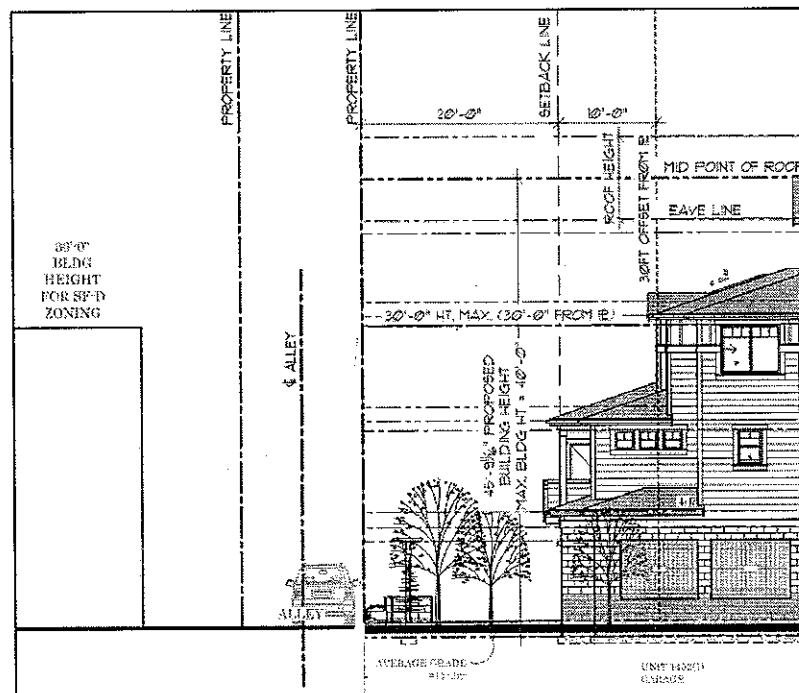 PROPERTY LINE
PROPERTY LINE
SETBACK LINE
20'-0"
10'-0"
ROOF HEIGHT
30FT OFFSET FROM PL
MID POINT OF ROOF
EAVE LINE
BLDG
HEIGHT
FOR SF-D
ZONING
30'-0" HT. MAX. (30'-0" FROM PL)
ALLEY
PROPOSED
BUILDING HEIGHT
MAX. BLDG HT = 40'-0"
ALLEY
AVERAGE GRADE
UNIT
GARAGE